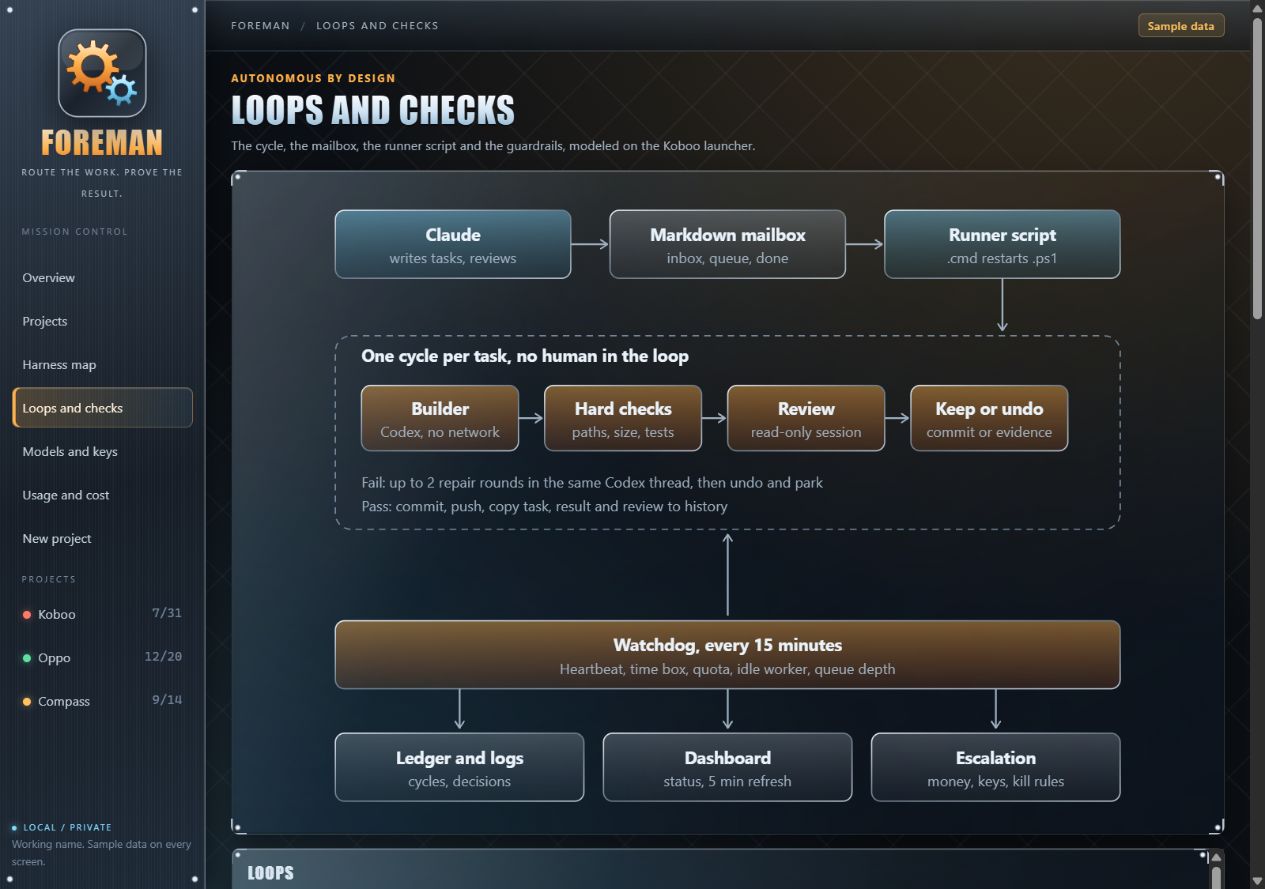 FOREMAN
ROUTE THE WORK. PROVE THE
RESULT.
MISSION CONTROL
Overview
Projects
Harness map
Loops and checks
Models and keys
Usage and cost
New project
PROJECTS
Koboo 7/31
Oppo 12/20
Compass 9/14
LOCAL / PRIVATE
Working name. Sample data on every
screen.
FOREMAN / LOOPS AND CHECKS
Sample data
AUTONOMOUS BY DESIGN
LOOPS AND CHECKS
The cycle, the mailbox, the runner script and the guardrails, modeled on the Koboo launcher.
Claude
writes tasks, reviews
Markdown mailbox
inbox, queue, done
Runner script
.cmd restarts .ps1
One cycle per task, no human in the loop
Builder
Codex, no network
Hard checks
paths, size, tests
Review
read-only session
Keep or undo
commit or evidence
Fail: up to 2 repair rounds in the same Codex thread, then undo and park
Pass: commit, push, copy task, result and review to history
Watchdog, every 15 minutes
Heartbeat, time box, quota, idle worker, queue depth
Ledger and logs
cycles, decisions
Dashboard
status, 5 min refresh
Escalation
money, keys, kill rules
LOOPS